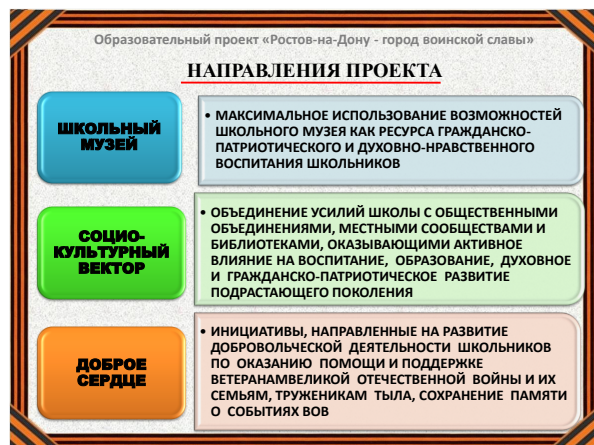 Образовательный проект «Ростов-на-Дону - город воинской славы»
НАПРАВЛЕНИЯ ПРОЕКТА
ШКОЛЬНЫЙ
МУЗЕЙ
• МАКСИМАЛЬНОЕ ИСПОЛЬЗОВАНИЕ ВОЗМОЖНОСТЕЙ
ШКОЛЬНОГО МУЗЕЯ КАК РЕСУРСА ГРАЖДАНСКО-
ПАТРИОТИЧЕСКОГО И ДУХОВНО-НРАВСТВЕННОГО
ВОСПИТАНИЯ ШКОЛЬНИКОВ
СОЦИО-
КУЛЬТУРНЫЙ
ВЕКТОР
• ОБЪЕДИНЕНИЕ УСИЛИЙ ШКОЛЫ С ОБЩЕСТВЕННЫМИ
ОБЪЕДИНЕНИЯМИ, МЕСТНЫМИ СООБЩЕСТВАМИ И
БИБЛИОТЕКАМИ, ОКАЗЫВАЮЩИМИ АКТИВНОЕ
ВЛИЯНИЕ НА ВОСПИТАНИЕ, ОБРАЗОВАНИЕ, ДУХОВНОЕ
И ГРАЖДАНСКО-ПАТРИОТИЧЕСКОЕ РАЗВИТИЕ
ПОДРАСТАЮЩЕГО ПОКОЛЕНИЯ
ДОБРОЕ
СЕРДЦЕ
• ИНИЦИАТИВЫ, НАПРАВЛЕННЫЕ НА РАЗВИТИЕ
ДОБРОВОЛЬЧЕСКОЙ ДЕЯТЕЛЬНОСТИ ШКОЛЬНИКОВ
ПО ОКАЗАНИЮ ПОМОЩИ И ПОДДЕРЖКЕ
ВЕТЕРАНАМВЕЛИКОЙ ОТЕЧЕСТВЕННОЙ ВОЙНЫ И ИХ
СЕМЬЯМ, ТРУЖЕНИКАМ ТЫЛА, СОХРАНЕНИЕ ПАМЯТИ
О СОБЫТИЯХ ВОВ